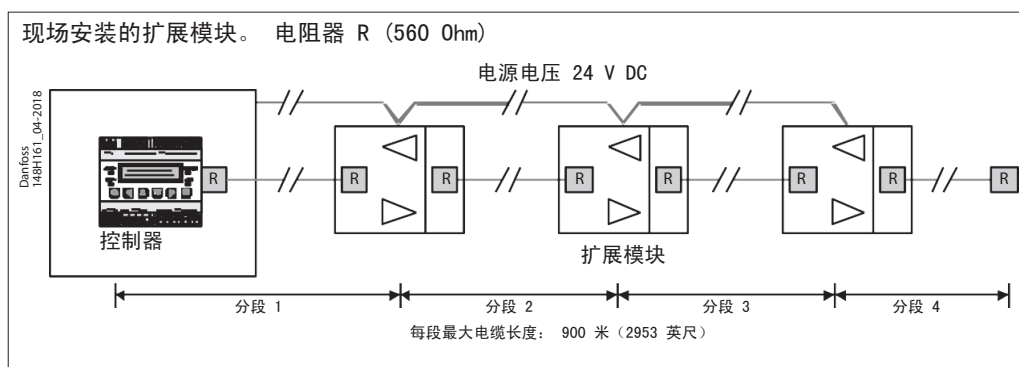 现场安装的扩展模块。 电阻器 R (560 Ohm)
电源电压 24 V DC
Danfoss
148H161_04-2018
R R R R R R R R
控制器
扩展模块
分段 1 分段 2 分段 3 分段 4
每段最大电缆长度： 900 米（2953 英尺）